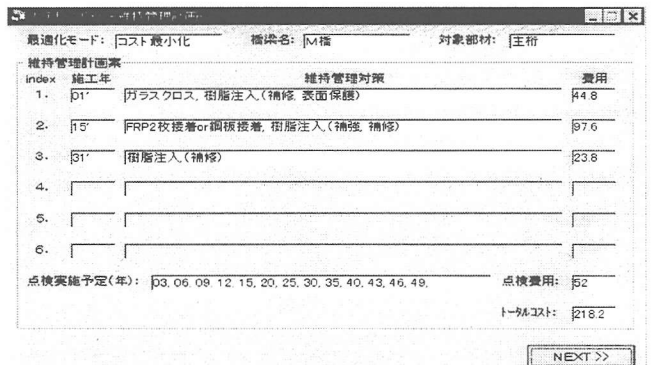 維持管理計画
最適化モード: コスト最小化 橋梁名: M橋 対象部材: 主桁
維持管理計画案
index 施工年 維持管理対策 費用
1. 01' ガラスクロス, 樹脂注入,(補修, 表面保護) 44.8
2. 15' FRP2枚接着or鋼板接着, 樹脂注入,(補強, 補修) 97.6
3. 31' 樹脂注入,(補修) 23.8
4.
5.
6.
点検実施予定(年): 03, 06, 09, 12, 15, 20, 25, 30, 35, 40, 43, 46, 49, 点検費用: 52
トータルコスト: 218.2
NEXT >>